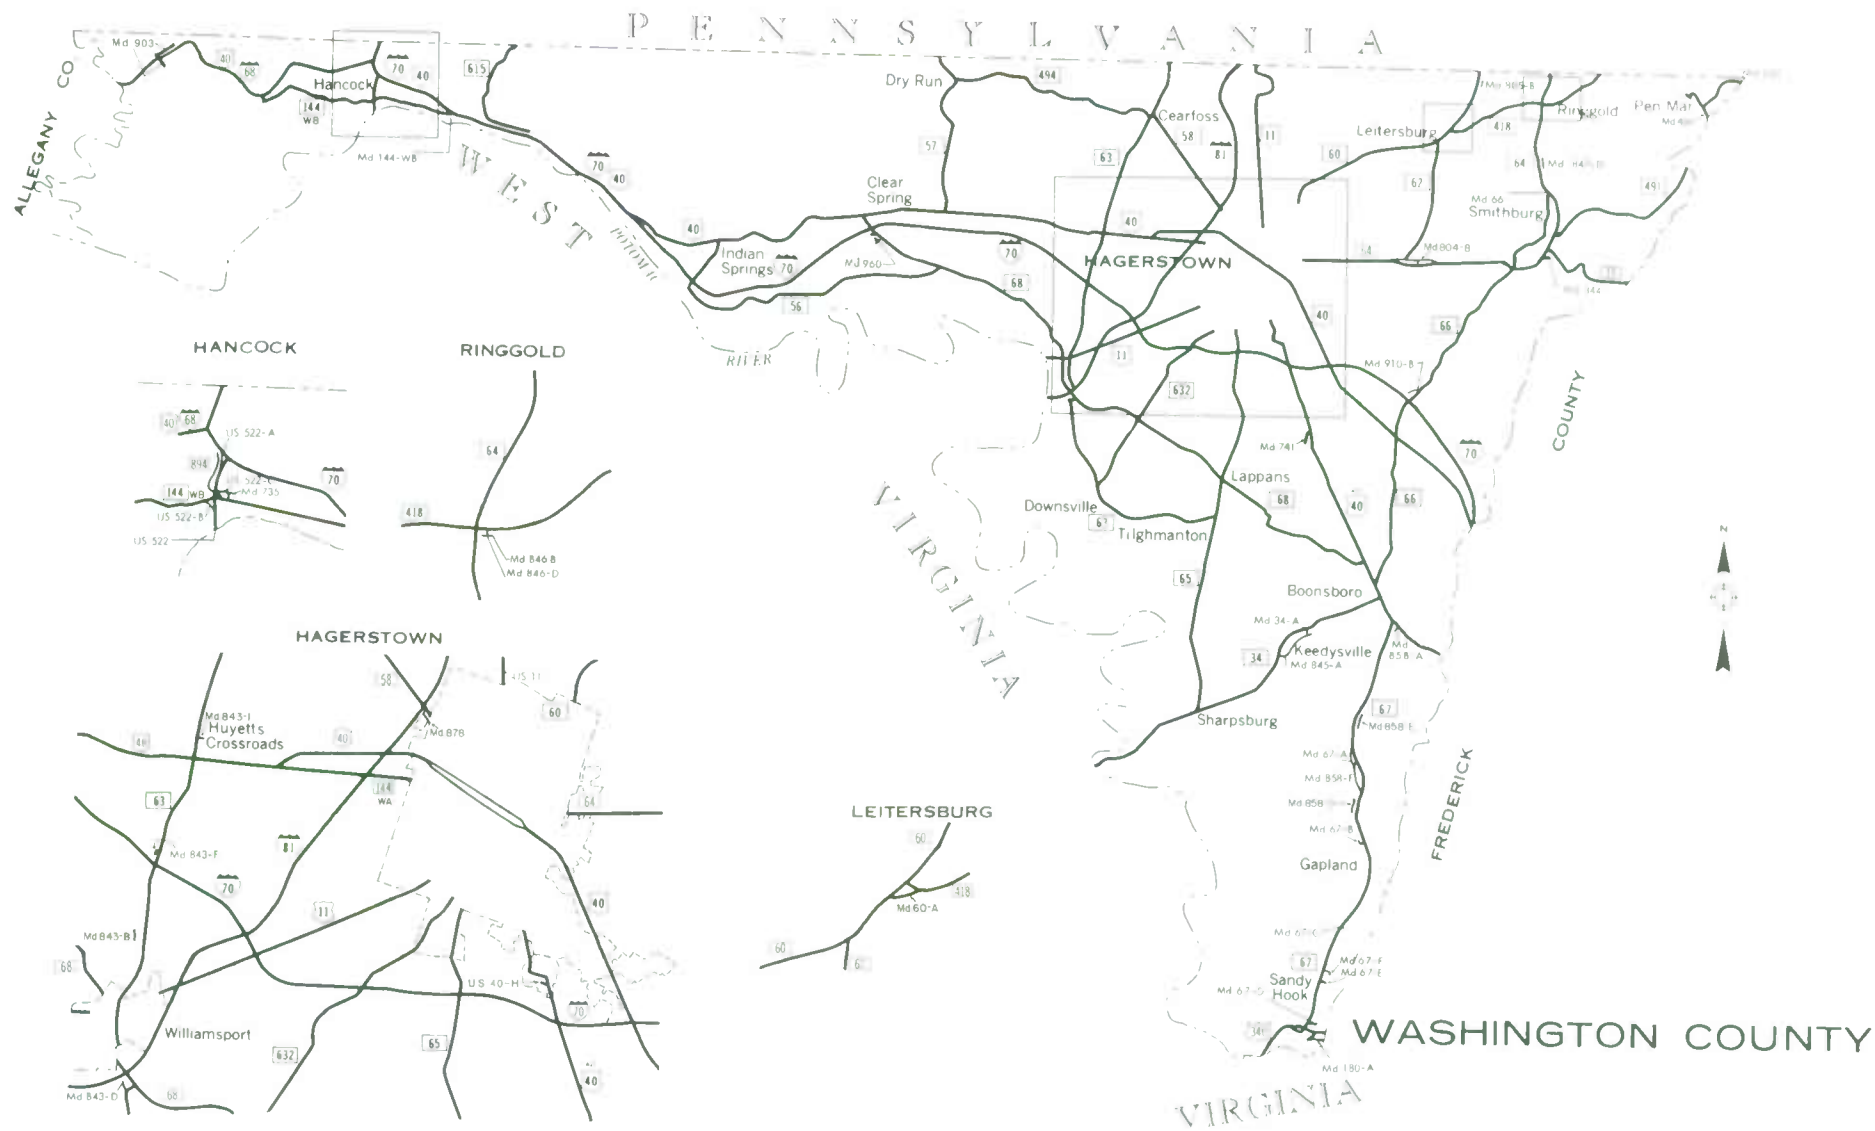 PENNSYLVANIA
ALLEGANY CO
Md 903
40
68
Hancock
70
40
615
144
WB
Md 144-WB
WEST
VIRGINIA
POTOMAC
RIVER
70
40
40
Indian
Springs
70
56
Clear
Spring
Md 960
57
Dry Run
494
Cearfoss
63
58
81
11
40
HAGERSTOWN
70
68
40
11
632
60
Leitersburg
418
Ringgold
Pen Mar
64
491
Md 66
Smithburg
Md 804-B
66
Md 910-B
COUNTY
70
Md 741
Lappans
68
40
66
Downsville
63
Tilghmanton
65
Boonsboro
Md 34-A
Keedysville
34
Md 845-A
Md
858-A
Sharpsburg
67
Md 858-E
Md 67-A
Md 858-F
Md 858
Md 67-B
Gapland
FREDERICK
67
Md 67-F
Md 67-E
Sandy
Hook
Md 180-A
N
WASHINGTON COUNTY
VIRGINIA
HANCOCK
40
68
US 522-A
894
70
144 WB
Md 735
US 522-B
US 522
RINGGOLD
64
418
Md 846 B
Md 846-D
HAGERSTOWN
58
US 11
60
Md 843-I
Huyetts
Crossroads
Md. 878
40
40
144
WA
64
63
81
Md 843-F
70
11
40
Md 843-B
68
US 40-H
70
Williamsport
632
65
40
Md 843-D
68
LEITERSBURG
60
418
Md 60-A
60